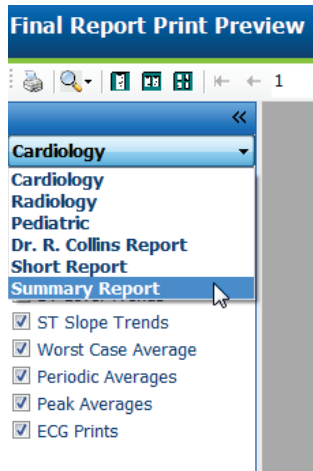 Final Report Print Preview
1
«
Cardiology
Cardiology
Radiology
Pediatric
Dr. R. Collins Report
Short Report
Summary Report
ST Slope Trends
Worst Case Average
Periodic Averages
Peak Averages
ECG Prints